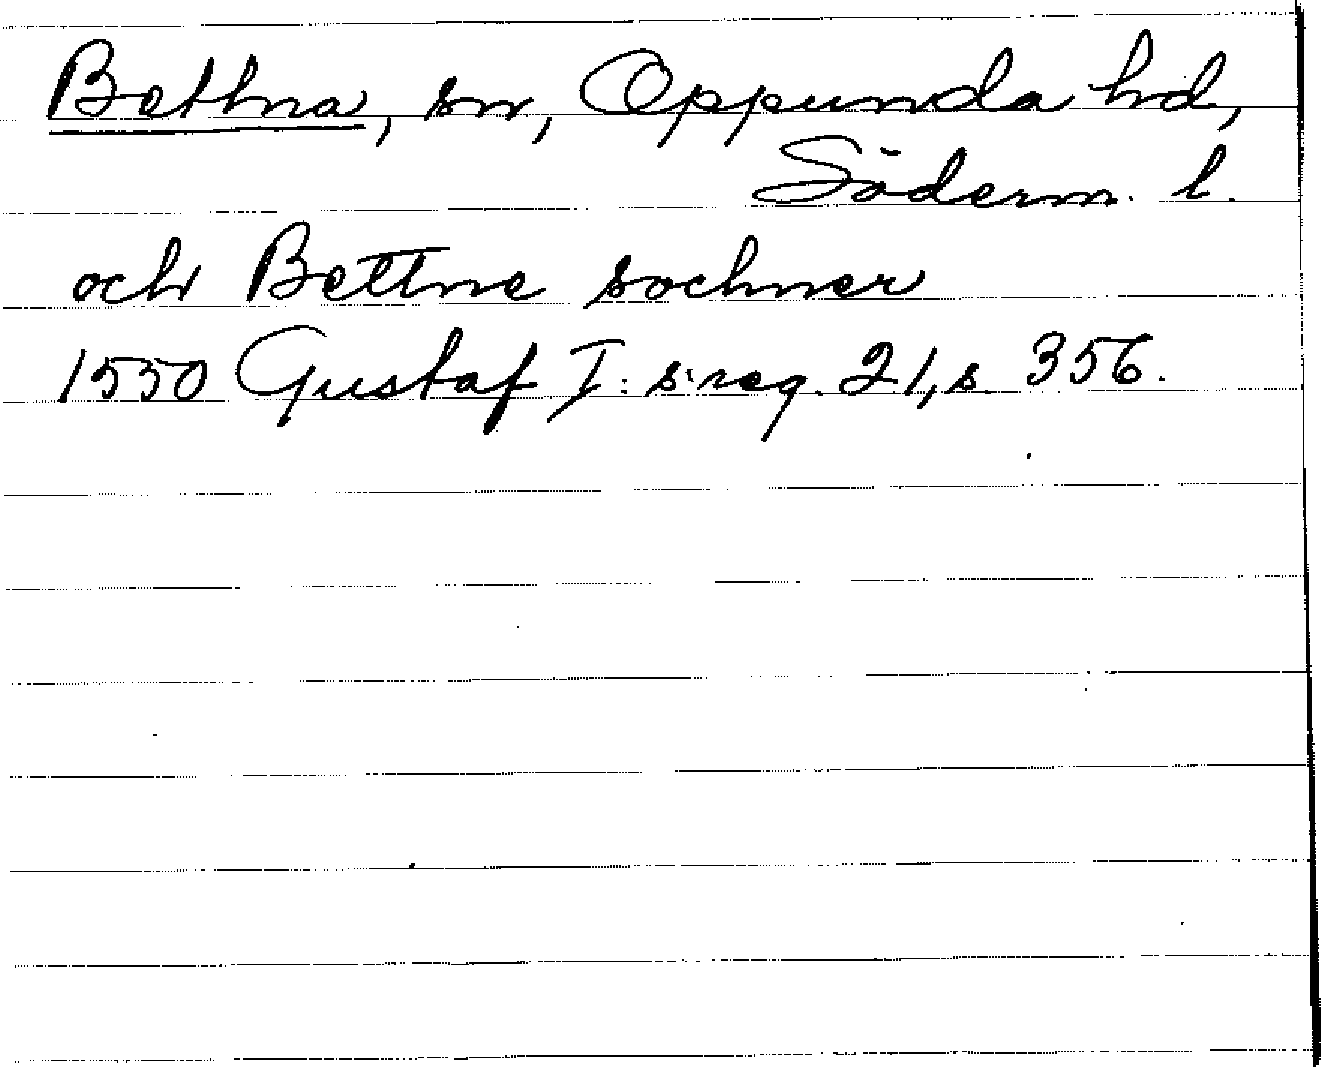 Bettna, sn, Oppunda hd,
Söderm. l.
och Bettne sochner
1550 Gustaf I: s reg. 21, s. 356.